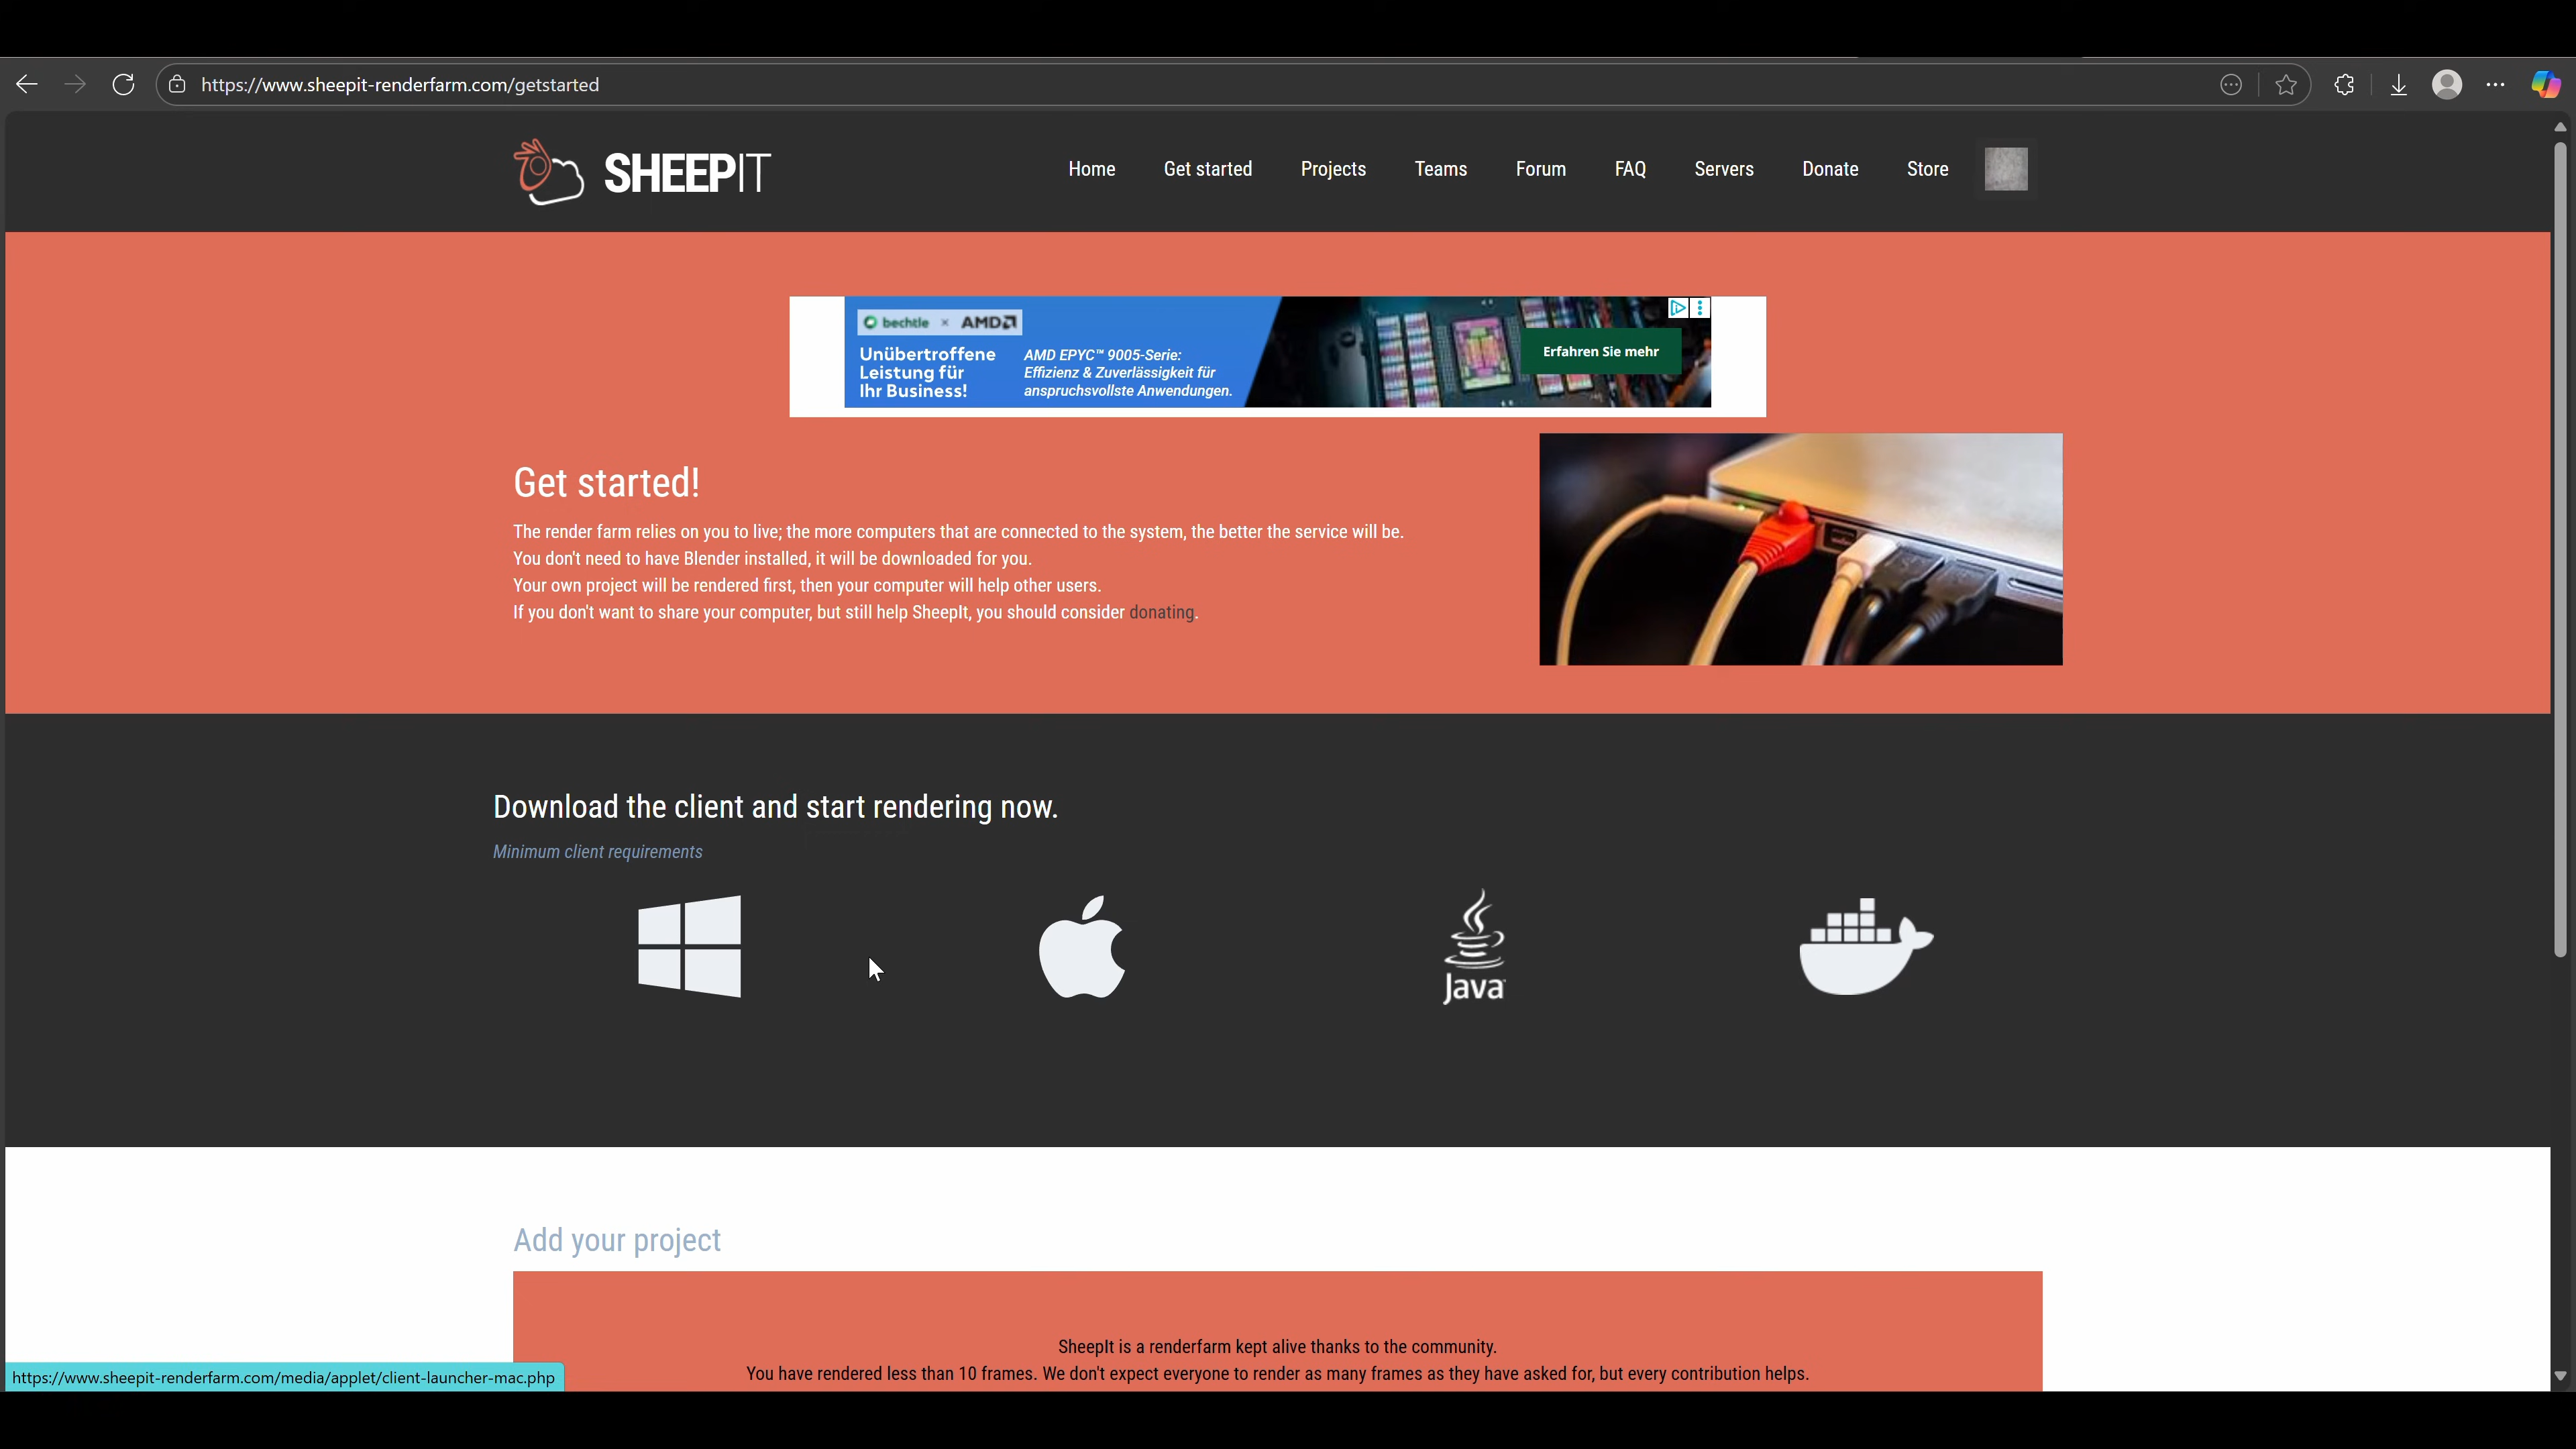 https://www.sheepit-renderfarm.com/getstarted
SHEEPIT
Home Get started Projects Teams Forum FAQ Servers Donate Store
bechtle × AMD
Unübertroffene
Leistung für
Ihr Business!
AMD EPYC™ 9005-Serie:
Effizienz & Zuverlässigkeit für
anspruchsvollste Anwendungen.
Erfahren Sie mehr
Get started!
The render farm relies on you to live; the more computers that are connected to the system, the better the service will be.
You don't need to have Blender installed, it will be downloaded for you.
Your own project will be rendered first, then your computer will help other users.
If you don't want to share your computer, but still help SheepIt, you should consider donating.
Download the client and start rendering now.
Minimum client requirements
Java
Add your project
SheepIt is a renderfarm kept alive thanks to the community.
You have rendered less than 10 frames. We don't expect everyone to render as many frames as they have asked for, but every contribution helps.
https://www.sheepit-renderfarm.com/media/applet/client-launcher-mac.php